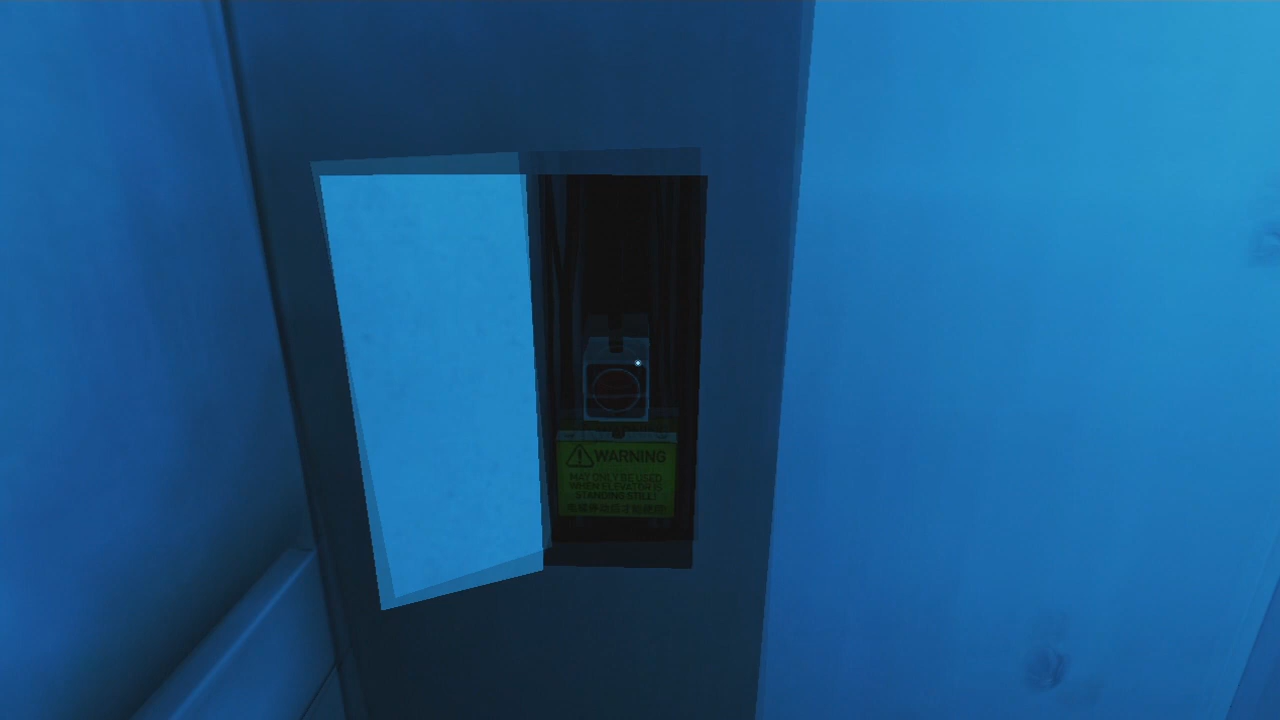 WARNING
MAY ONLY BE USED
WHEN ELEVATOR IS
STANDING STILL!